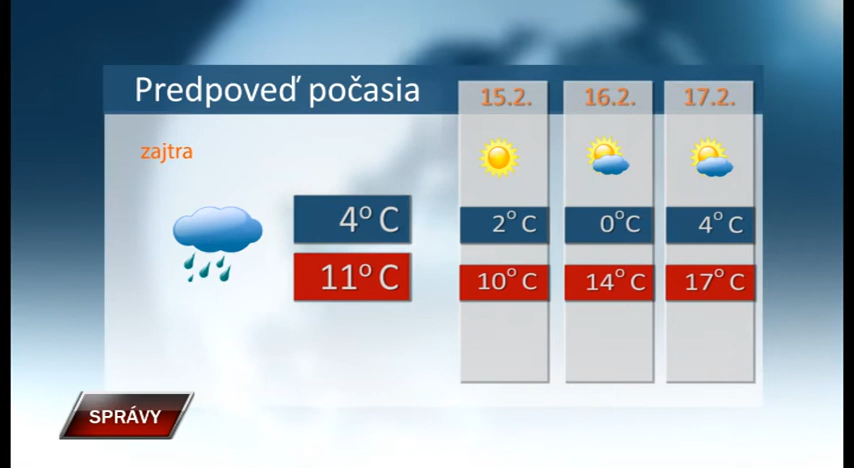 Predpoveď počasia
zajtra
4° C
11° C
15.2.
2° C
10° C
16.2.
0°C
14° C
17.2.
4° C
17° C
SPRÁVY